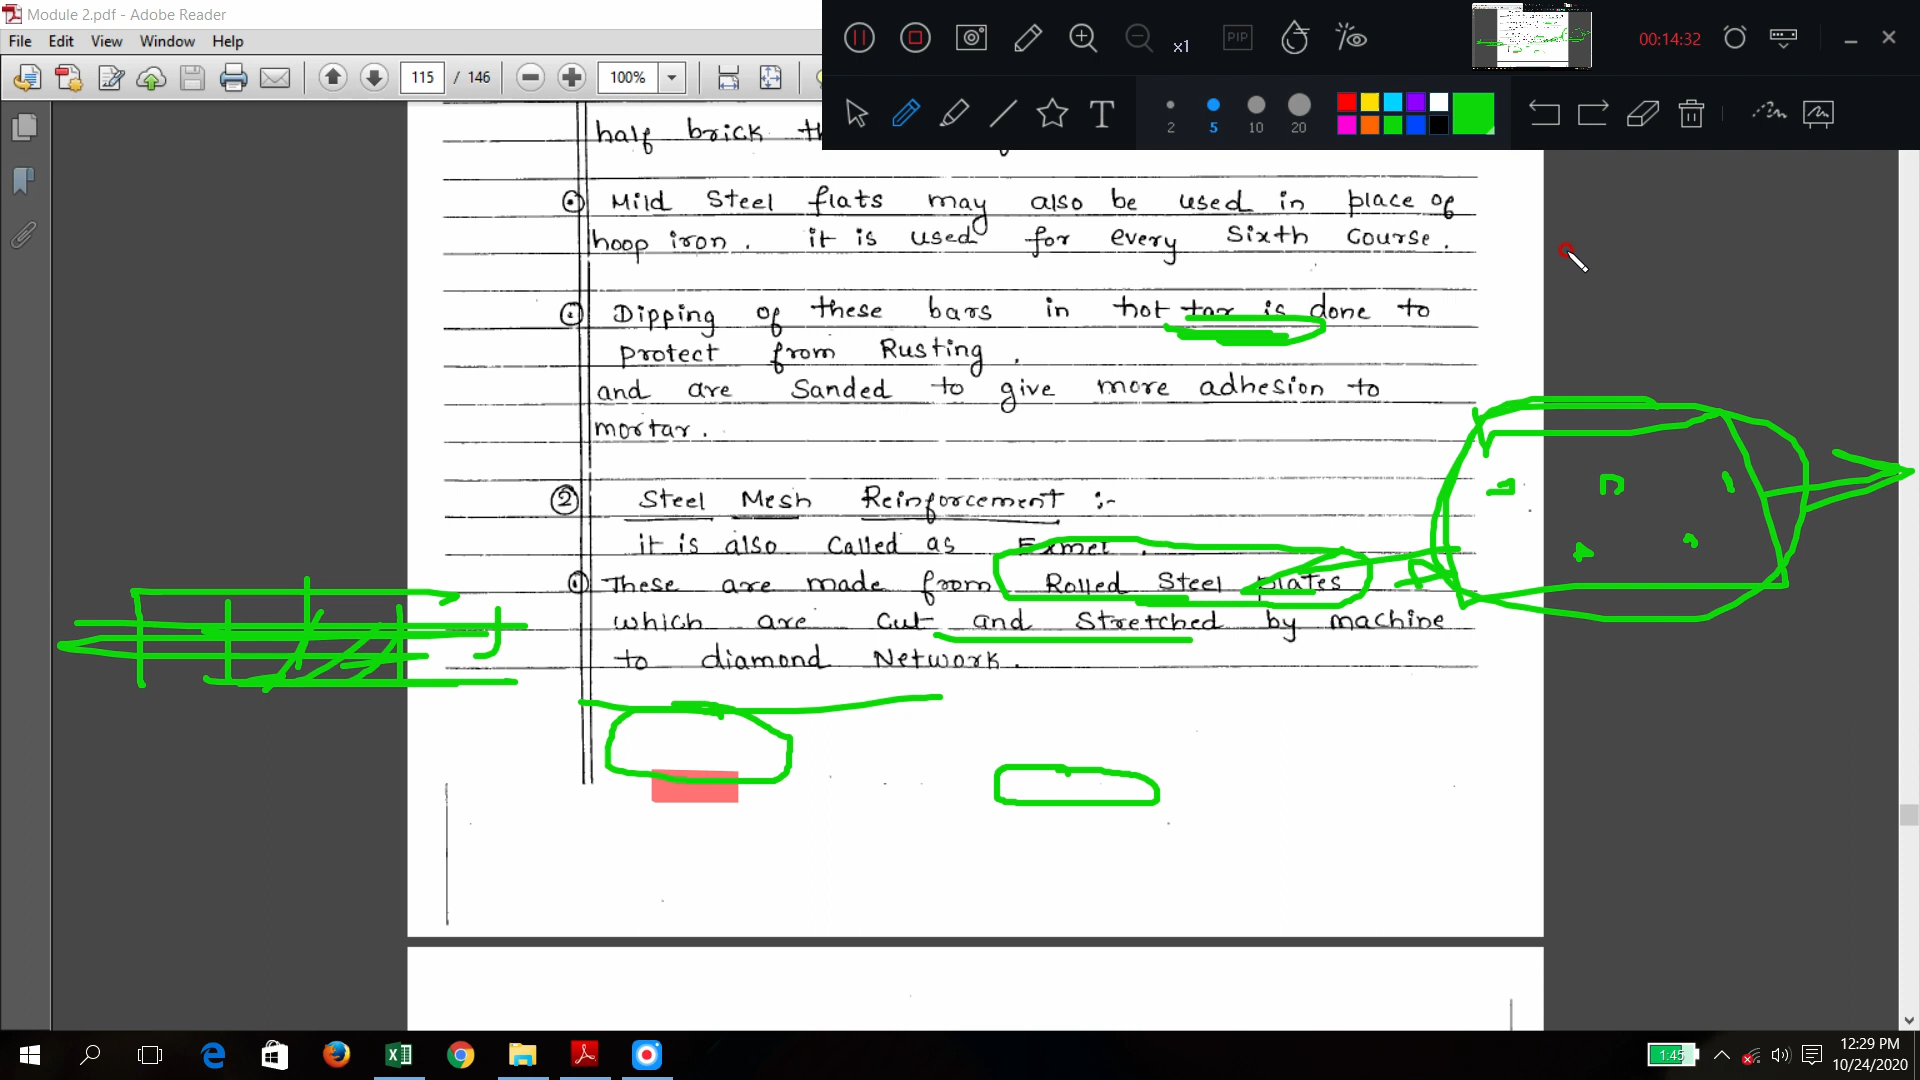 Module 2.pdf - Adobe Reader
File Edit View Window Help
115 / 146 100%
x1 PIP 00:14:32
2 5 10 20
half brick
Mild Steel flats may also be used in place of
hoop iron. it is used for every Sixth Course.
Dipping of these bars in hot tar is done to
Protect from Rusting.
and are Sanded to give more adhesion to
mortar.
② Steel Mesh Reinforcement :-
it is also Called as Exmet.
These are made from Rolled Steel plates
which are Cut and Stretched by machine
to diamond Network.
1:45
12:29 PM
10/24/2020